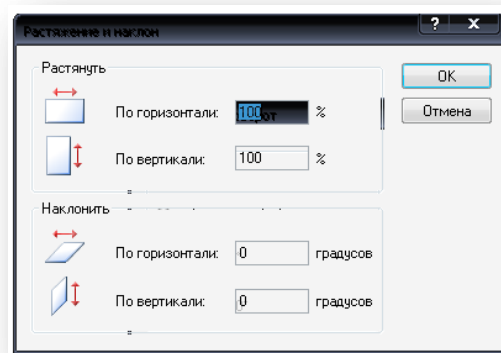 Растяжение и наклон
Растянуть
OK
По горизонтали: 100 %
Отмена
По вертикали: 100 %
Наклонить
По горизонтали: 0 градусов
По вертикали: 0 градусов